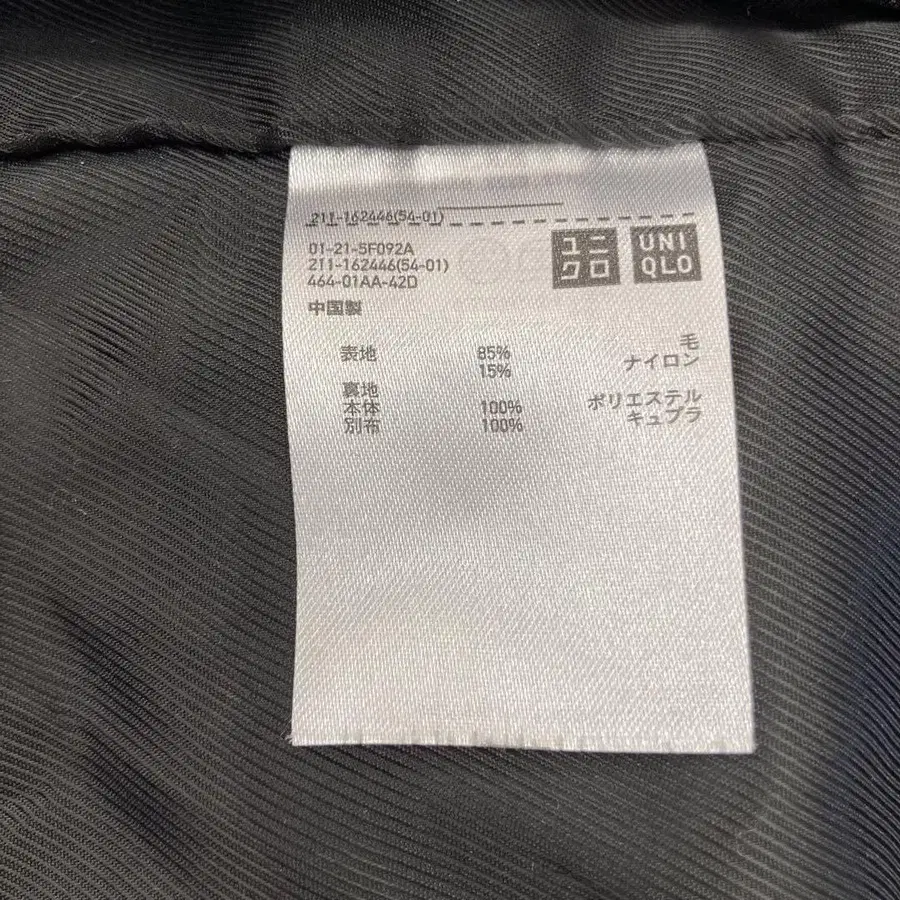 211-162446(54-01)
01-21-5F092A
211-162446(54-01)
464-01AA-42D
ユニクロ
UNIQLO
中国製
表地 85% 毛
15% ナイロン
裏地
本体 100% ポリエステル
別布 100% キュプラ